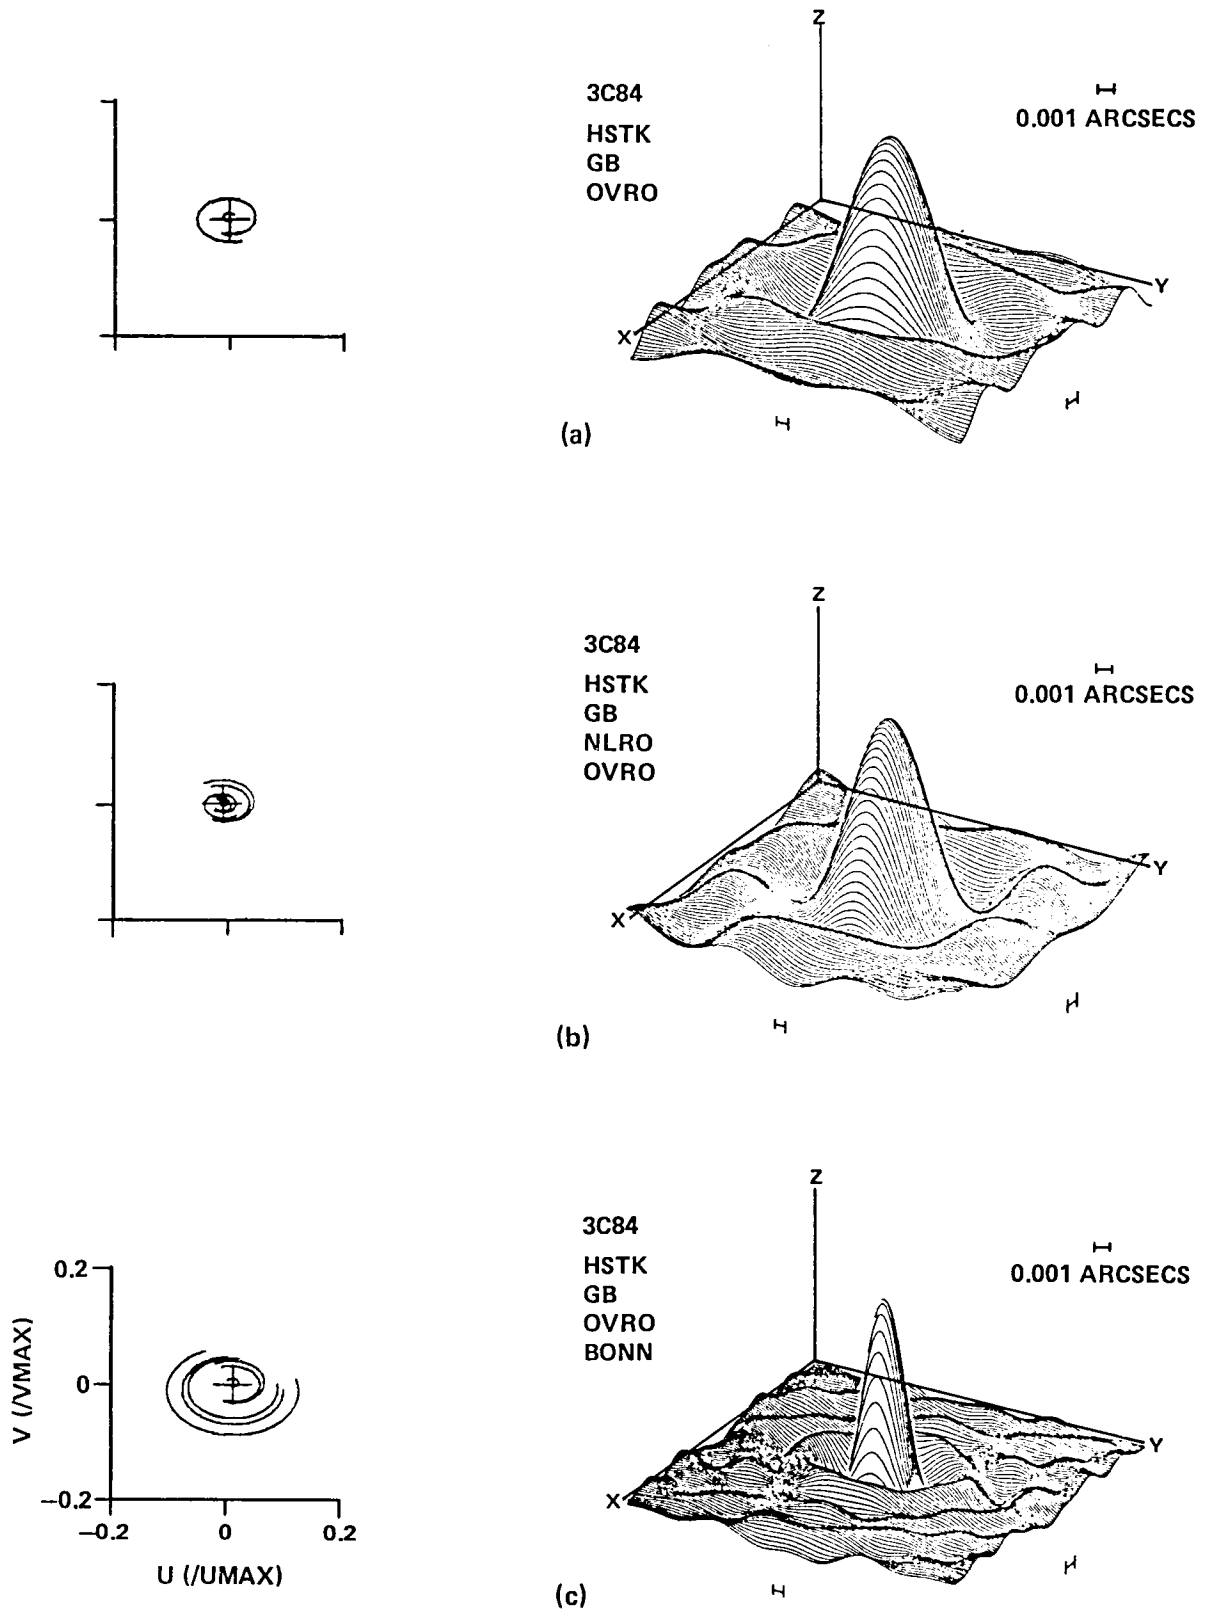 Z
3C84
HSTK
GB
OVRO
0.001 ARCSECS
Y
X
(a)
Z
3C84
HSTK
GB
NLRO
OVRO
0.001 ARCSECS
Y
X
(b)
Z
3C84
HSTK
GB
OVRO
BONN
0.001 ARCSECS
Y
X
0.2
0
−0.2
V (/VMAX)
−0.2 0 0.2
U (/UMAX)
(c)